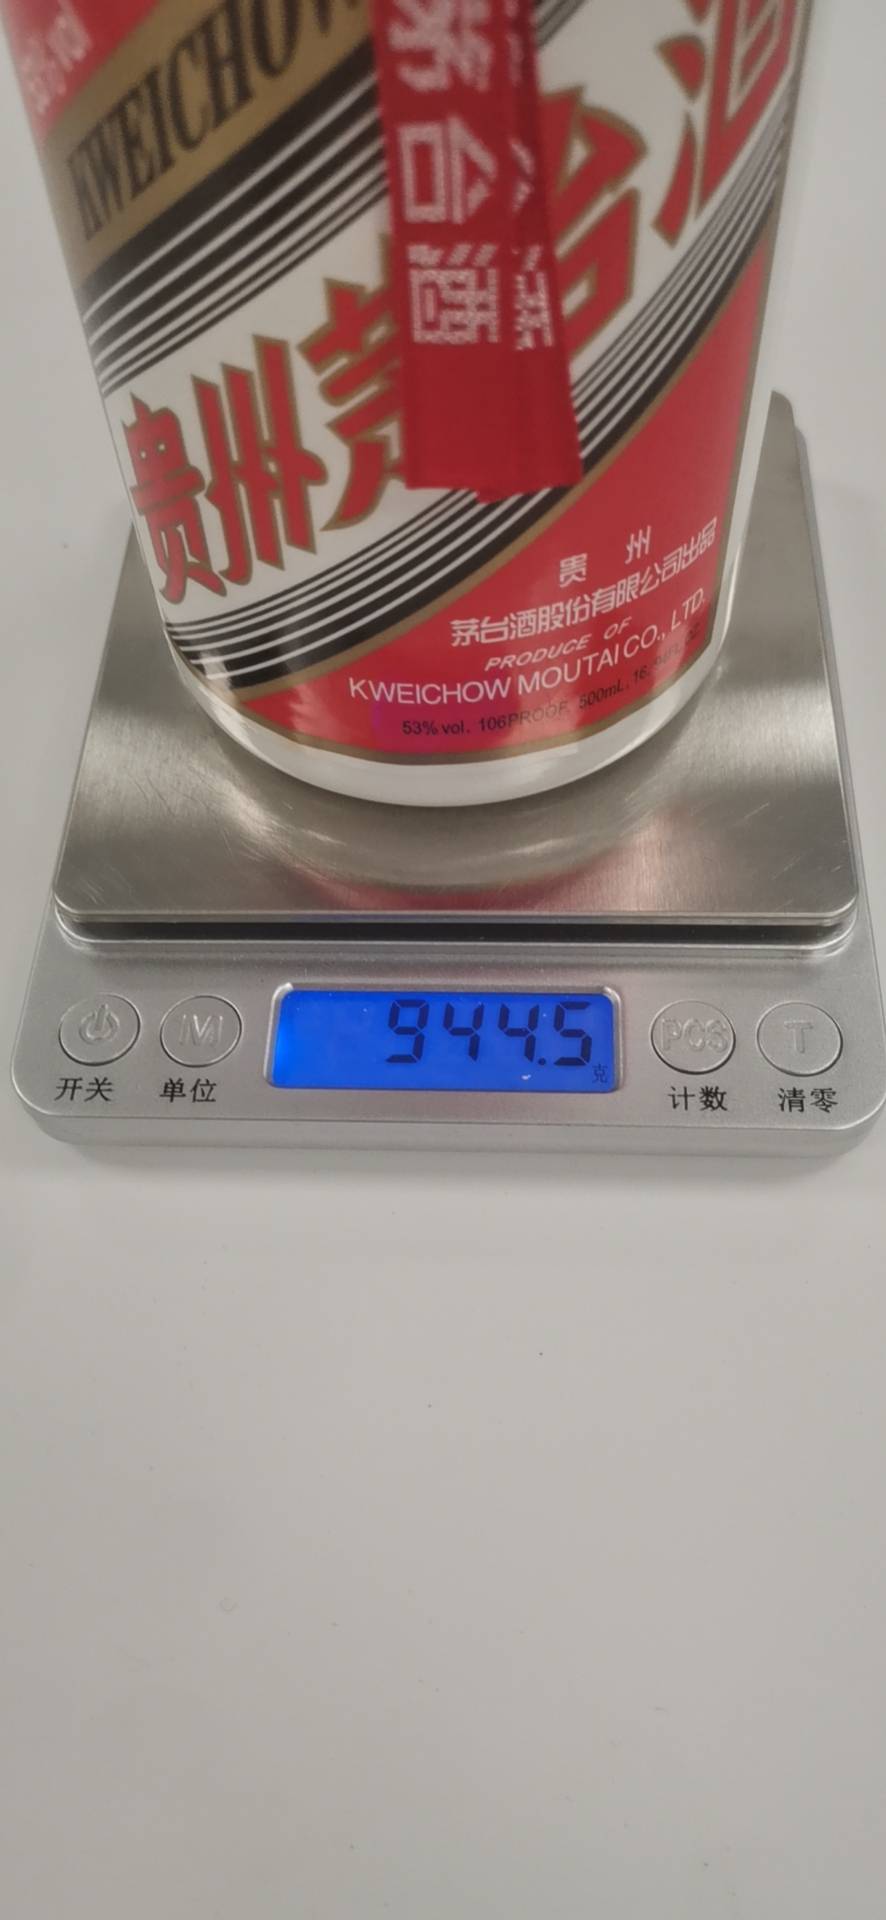 KWEICHOW
茅台酒
贵州茅台酒
贵 州
茅台酒股份有限公司出品
PRODUCE OF
KWEICHOW MOUTAI CO., LTD.
53% vol. 106PROOF. 500mL.
944.5
克
M
PCS
T
开关
单位
计数
清零